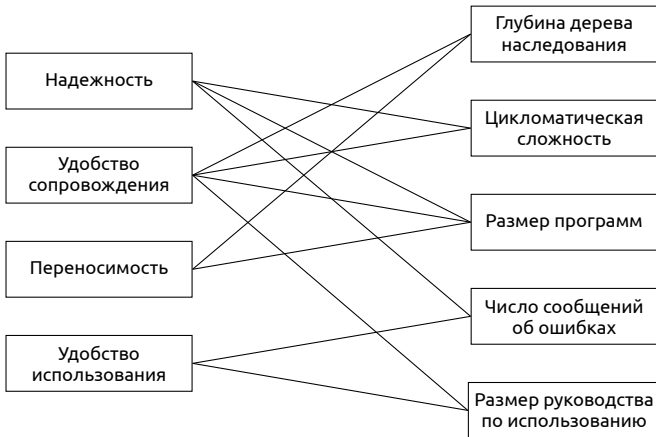 Надежность
Удобство
сопровождения
Переносимость
Удобство
использования
Глубина дерева
наследования
Цикломатическая
сложность
Размер программ
Число сообщений
об ошибках
Размер руководства
по использованию